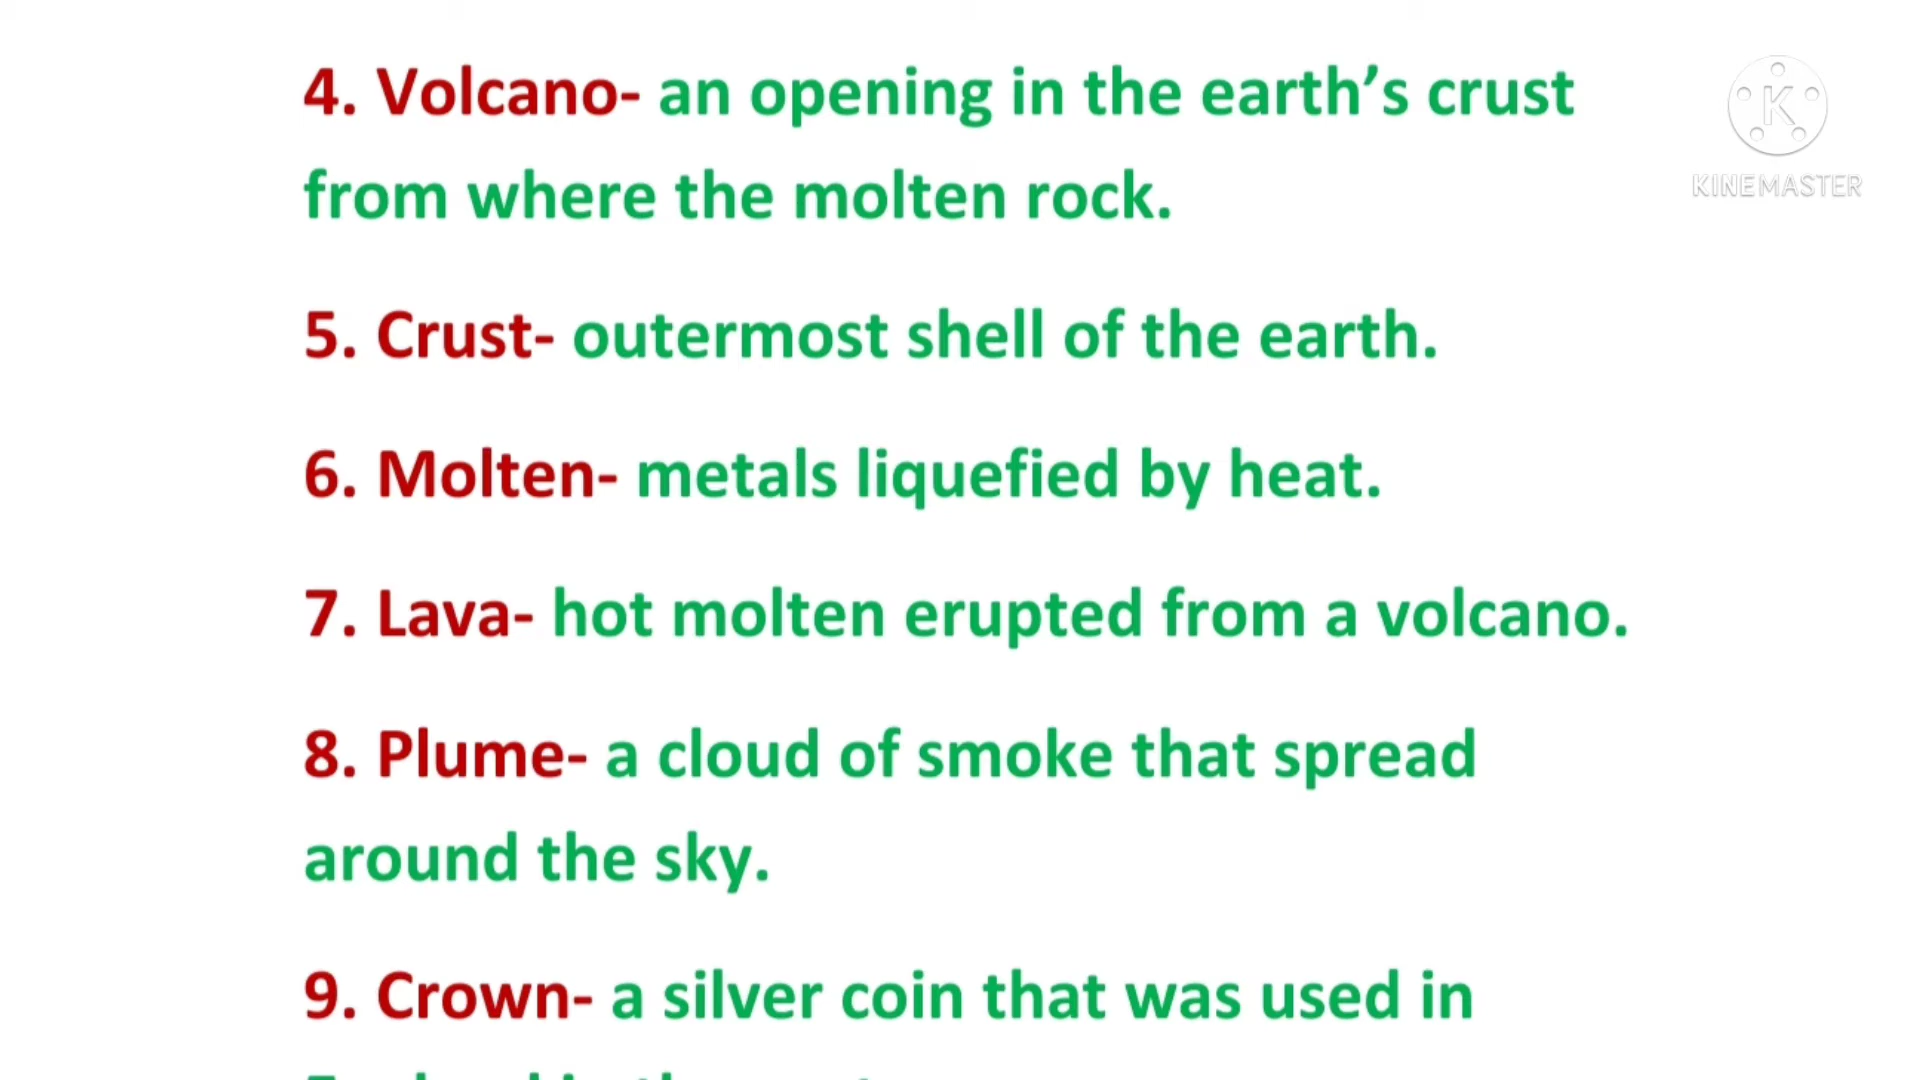 4. Volcano- an opening in the earth’s crust
from where the molten rock.
5. Crust- outermost shell of the earth.
6. Molten- metals liquefied by heat.
7. Lava- hot molten erupted from a volcano.
8. Plume- a cloud of smoke that spread
around the sky.
9. Crown- a silver coin that was used in
K
KINEMASTER